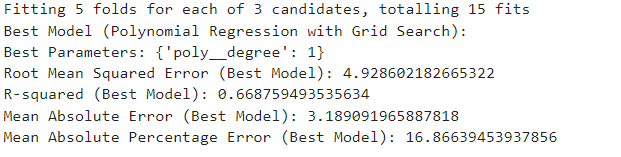 Fitting 5 folds for each of 3 candidates, totalling 15 fits
Best Model (Polynomial Regression with Grid Search):
Best Parameters: {'poly__degree': 1}
Root Mean Squared Error (Best Model): 4.928602182665322
R-squared (Best Model): 0.668759493535634
Mean Absolute Error (Best Model): 3.189091965887818
Mean Absolute Percentage Error (Best Model): 16.86639453937856